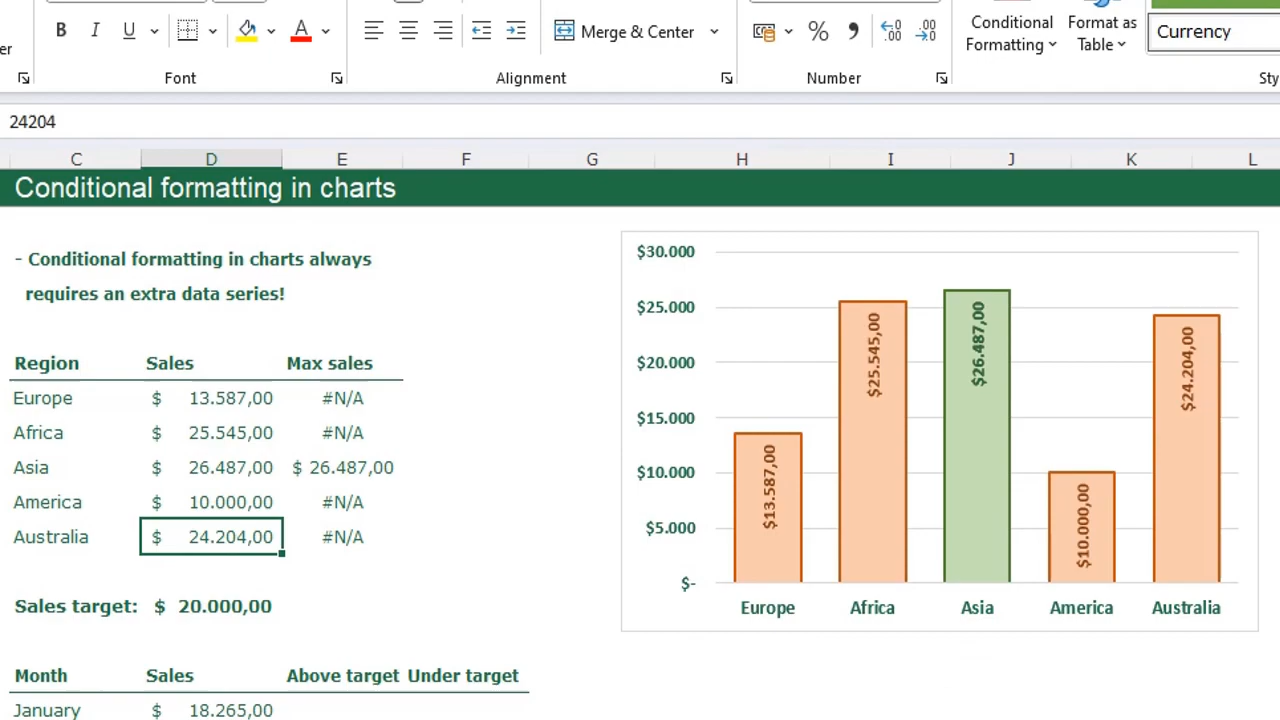 Conditional
Format as
Currency
er
B I U
A
Merge & Center
%
Formatting
Table
Font
Alignment
Number
Sty
24204
C D E F G H I J K L
Conditional formatting in charts
- Conditional formatting in charts always
requires an extra data series!
Region Sales Max sales
Europe $ 13.587,00 #N/A
Africa $ 25.545,00 #N/A
Asia $ 26.487,00 $ 26.487,00
America $ 10.000,00 #N/A
Australia $ 24.204,00 #N/A
Sales target: $ 20.000,00
Month Sales Above target Under target
January $ 18.265,00
$30.000
$25.000
$20.000
$15.000
$10.000
$5.000
$-
$13.587,00
$25.545,00
$26.487,00
$10.000,00
$24.204,00
Europe Africa Asia America Australia